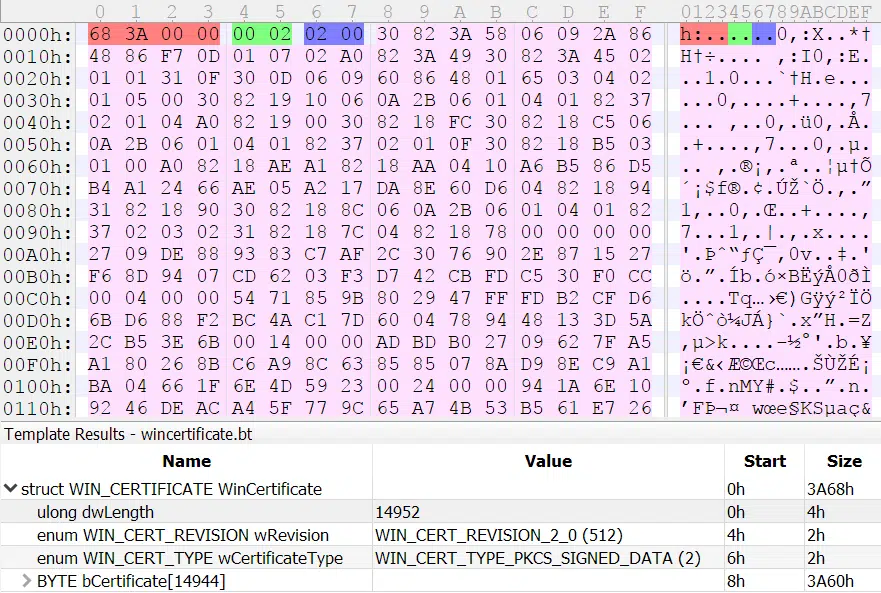 0 1 2 3 4 5 6 7 8 9 A B C D E F 0123456789ABCDEF
0000h: 68 3A 00 00 00 02 02 00 30 82 3A 58 06 09 2A 86 h:......0‚:X..*†
0010h: 48 86 F7 0D 01 07 02 A0 82 3A 49 30 82 3A 45 02 H†÷.... ‚:I0‚:E.
0020h: 01 01 31 0F 30 0D 06 09 60 86 48 01 65 03 04 02 ..1.0...`†H.e...
0030h: 01 01 05 00 30 82 19 10 06 0A 2B 06 01 04 01 82 37 ...0‚....+....‚7
0040h: 02 01 04 A0 82 19 00 30 82 18 FC 30 82 18 C5 06 ... ‚..0‚.ü0‚.Å.
0050h: 0A 2B 06 01 04 01 82 37 02 01 0F 30 82 18 B5 03 .+....‚7...0‚.µ.
0060h: 01 00 A0 82 18 AE A1 82 18 AA 04 10 A6 B5 86 D5 .. ‚.®¡‚.ª..¦µ†Õ
0070h: B4 A1 24 66 AE 05 A2 17 DA 8E 60 D6 04 82 18 94 ´¡$f®.¢.ÚŽ`Ö.‚.”
0080h: 31 82 18 90 30 82 18 8C 06 0A 2B 06 01 04 01 82 1‚..0‚.Œ..+....‚
0090h: 37 02 03 02 31 82 18 7C 04 82 18 78 00 00 00 00 7...1‚.|.‚.x....
00A0h: 27 09 DE 88 93 83 C7 AF 2C 30 76 90 2E 87 15 27 '.Þˆ“ƒÇ¯,0v..‡.'
00B0h: F6 8D 94 07 CD 62 03 F3 D7 42 CB FD C5 30 F0 CC ö.”.Íb.ó×BËýÅ0ðÌ
00C0h: 00 04 00 00 54 71 85 9B 80 29 47 FF FD B2 CF D6 ....Tq…›€)Gÿý²ÏÖ
00D0h: 6B D6 88 F2 BC 4A C1 7D 60 04 78 94 48 13 3D 5A kÖˆò¼JÁ}`.x”H.=Z
00E0h: 2C B5 3E 6B 00 14 00 00 AD BD B0 27 09 62 7F A5 ,µ>k....-½°'.b.¥
00F0h: A1 80 26 8B C6 A9 8C 63 85 85 07 8A D9 8E C9 A1 ¡€&‹Æ©Œc…….ŠÙŽÉ¡
0100h: BA 04 66 1F 6E 4D 59 23 00 24 00 00 94 1A 6E 10 º.f.nMY#.$..”.n.
0110h: 92 46 DE AC A4 5F 77 9C 65 A7 4B 53 B5 61 E7 26 ’FÞ¬¤_wœe§KSµaç&
Template Results - wincertificate.bt
Name Value Start Size
struct WIN_CERTIFICATE WinCertificate 0h 3A68h
ulong dwLength 14952 0h 4h
enum WIN_CERT_REVISION wRevision WIN_CERT_REVISION_2_0 (512) 4h 2h
enum WIN_CERT_TYPE wCertificateType WIN_CERT_TYPE_PKCS_SIGNED_DATA (2) 6h 2h
BYTE bCertificate[14944] 8h 3A60h